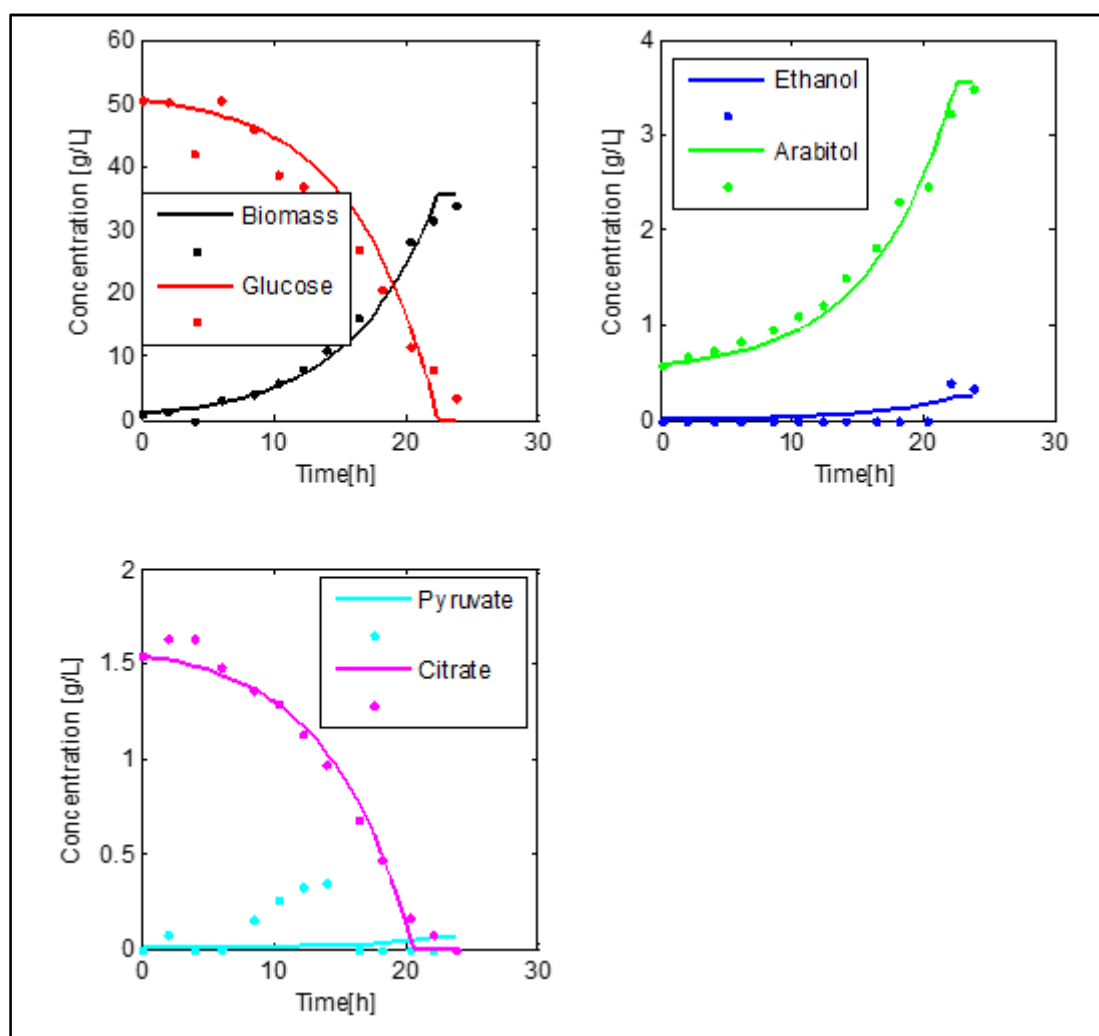 60
50
40
30
20
10
0
Concentration [g/L]
Biomass
Glucose
0
10
20
30
Time[h]
4
3
2
1
0
Concentration [g/L]
Ethanol
Arabitol
0
10
20
30
Time[h]
2
1.5
1
0.5
0
Concentration [g/L]
Pyruvate
Citrate
0
10
20
30
Time[h]